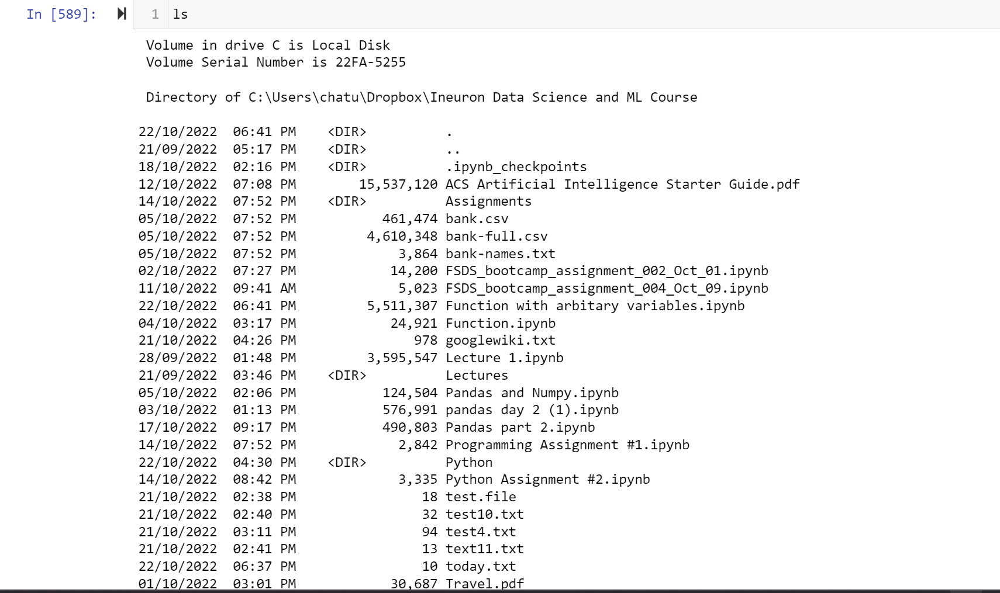 In [589]: 1 ls
Volume in drive C is Local Disk
Volume Serial Number is 22FA-5255
Directory of C:\Users\chatu\Dropbox\Ineuron Data Science and ML Course
22/10/2022  06:41 PM    <DIR>          .
21/09/2022  05:17 PM    <DIR>          ..
18/10/2022  02:16 PM    <DIR>          .ipynb_checkpoints
12/10/2022  07:08 PM        15,537,120 ACS Artificial Intelligence Starter Guide.pdf
14/10/2022  07:52 PM    <DIR>          Assignments
05/10/2022  07:52 PM           461,474 bank.csv
05/10/2022  07:52 PM         4,610,348 bank-full.csv
05/10/2022  07:52 PM             3,864 bank-names.txt
02/10/2022  07:27 PM            14,200 FSDS_bootcamp_assignment_002_Oct_01.ipynb
11/10/2022  09:41 AM             5,023 FSDS_bootcamp_assignment_004_Oct_09.ipynb
22/10/2022  06:41 PM         5,511,307 Function with arbitary variables.ipynb
04/10/2022  03:17 PM            24,921 Function.ipynb
21/10/2022  04:26 PM               978 googlewiki.txt
28/09/2022  01:48 PM         3,595,547 Lecture 1.ipynb
21/09/2022  03:46 PM    <DIR>          Lectures
05/10/2022  02:06 PM           124,504 Pandas and Numpy.ipynb
03/10/2022  01:13 PM           576,991 pandas day 2 (1).ipynb
17/10/2022  09:17 PM           490,803 Pandas part 2.ipynb
14/10/2022  07:52 PM             2,842 Programming Assignment #1.ipynb
22/10/2022  04:30 PM    <DIR>          Python
14/10/2022  08:42 PM             3,335 Python Assignment #2.ipynb
21/10/2022  02:38 PM                18 test.file
21/10/2022  02:40 PM                32 test10.txt
21/10/2022  03:11 PM                94 test4.txt
21/10/2022  02:41 PM                13 text11.txt
22/10/2022  06:37 PM                10 today.txt
01/10/2022  03:01 PM            30,687 Travel.pdf